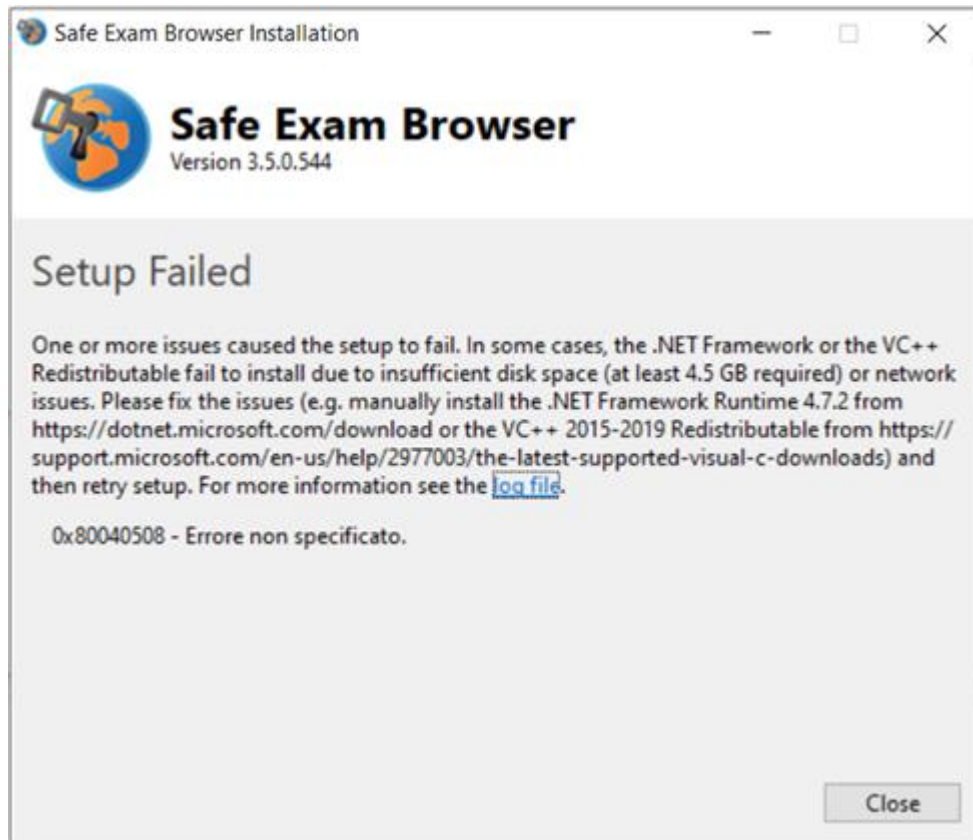 Safe Exam Browser Installation
Safe Exam Browser
Version 3.5.0.544
Setup Failed
One or more issues caused the setup to fail. In some cases, the .NET Framework or the VC++
Redistributable fail to install due to insufficient disk space (at least 4.5 GB required) or network
issues. Please fix the issues (e.g. manually install the .NET Framework Runtime 4.7.2 from
https://dotnet.microsoft.com/download or the VC++ 2015-2019 Redistributable from https://
support.microsoft.com/en-us/help/2977003/the-latest-supported-visual-c-downloads) and
then retry setup. For more information see the log file.
0x80040508 - Errore non specificato.
Close